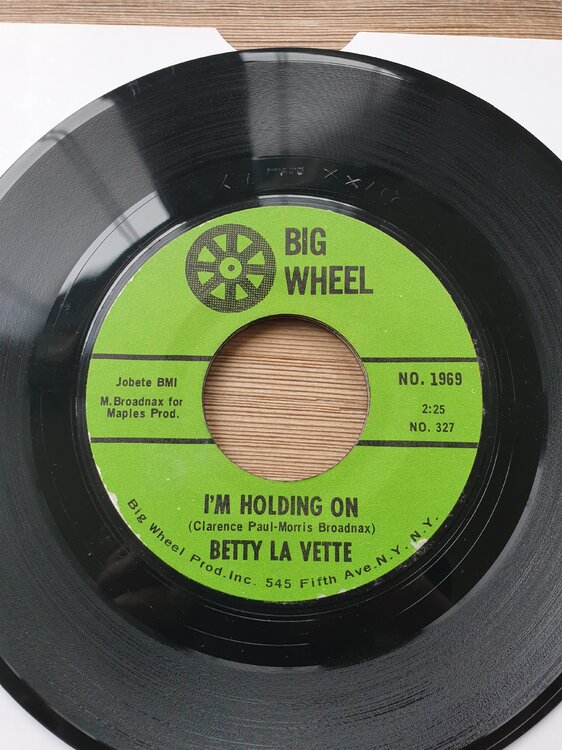 BIG
WHEEL
Jobete BMI
M.Broadnax for
Maples Prod.
NO. 1969
2:25
NO. 327
I'M HOLDING ON
(Clarence Paul-Morris Broadnax)
BETTY LA VETTE
Big Wheel Prod.Inc. 545 Fifth Ave.N.Y.N.Y.